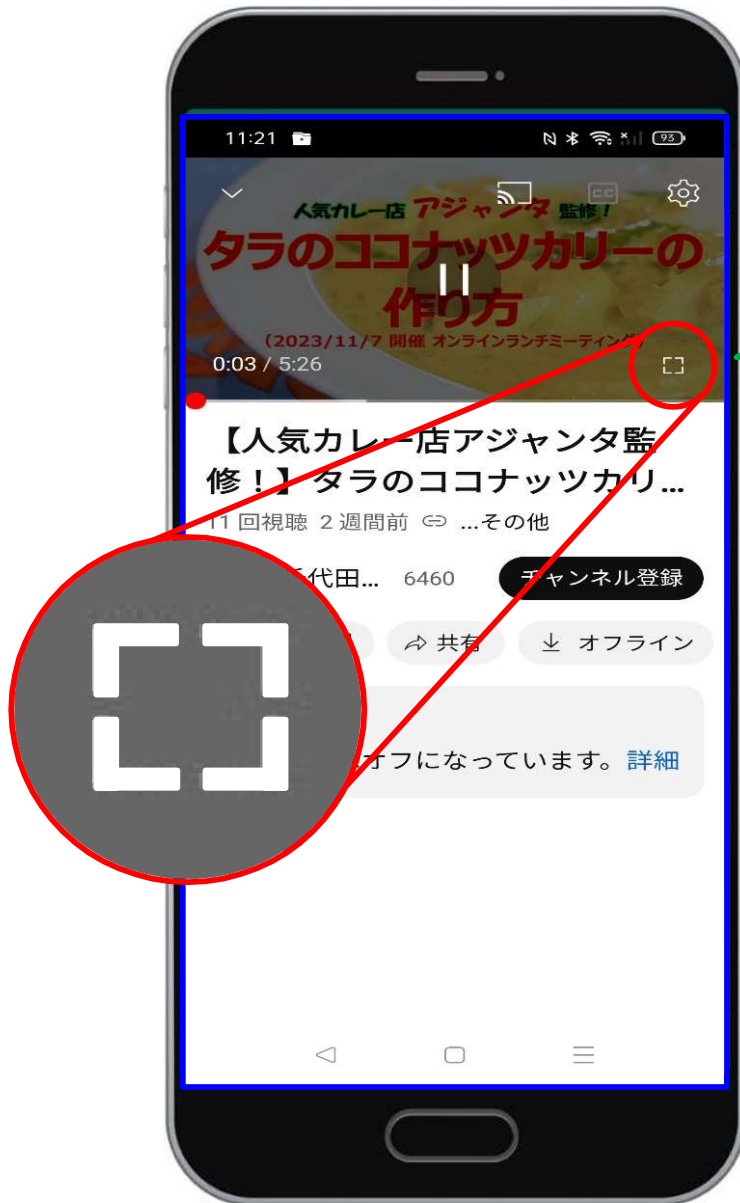 11:21
93
CC
人気カレー店 アジャンタ 監修！
タラのココナッツカリーの
作り方
(2023/11/7 開催 オンラインランチミーティング)
0:03 / 5:26
【人気カレー店アジャンタ監
修！】タラのココナッツカリ...
11 回視聴 2 週間前 ...その他
千代田... 6460 チャンネル登録
共有 オフライン
オフになっています。詳細